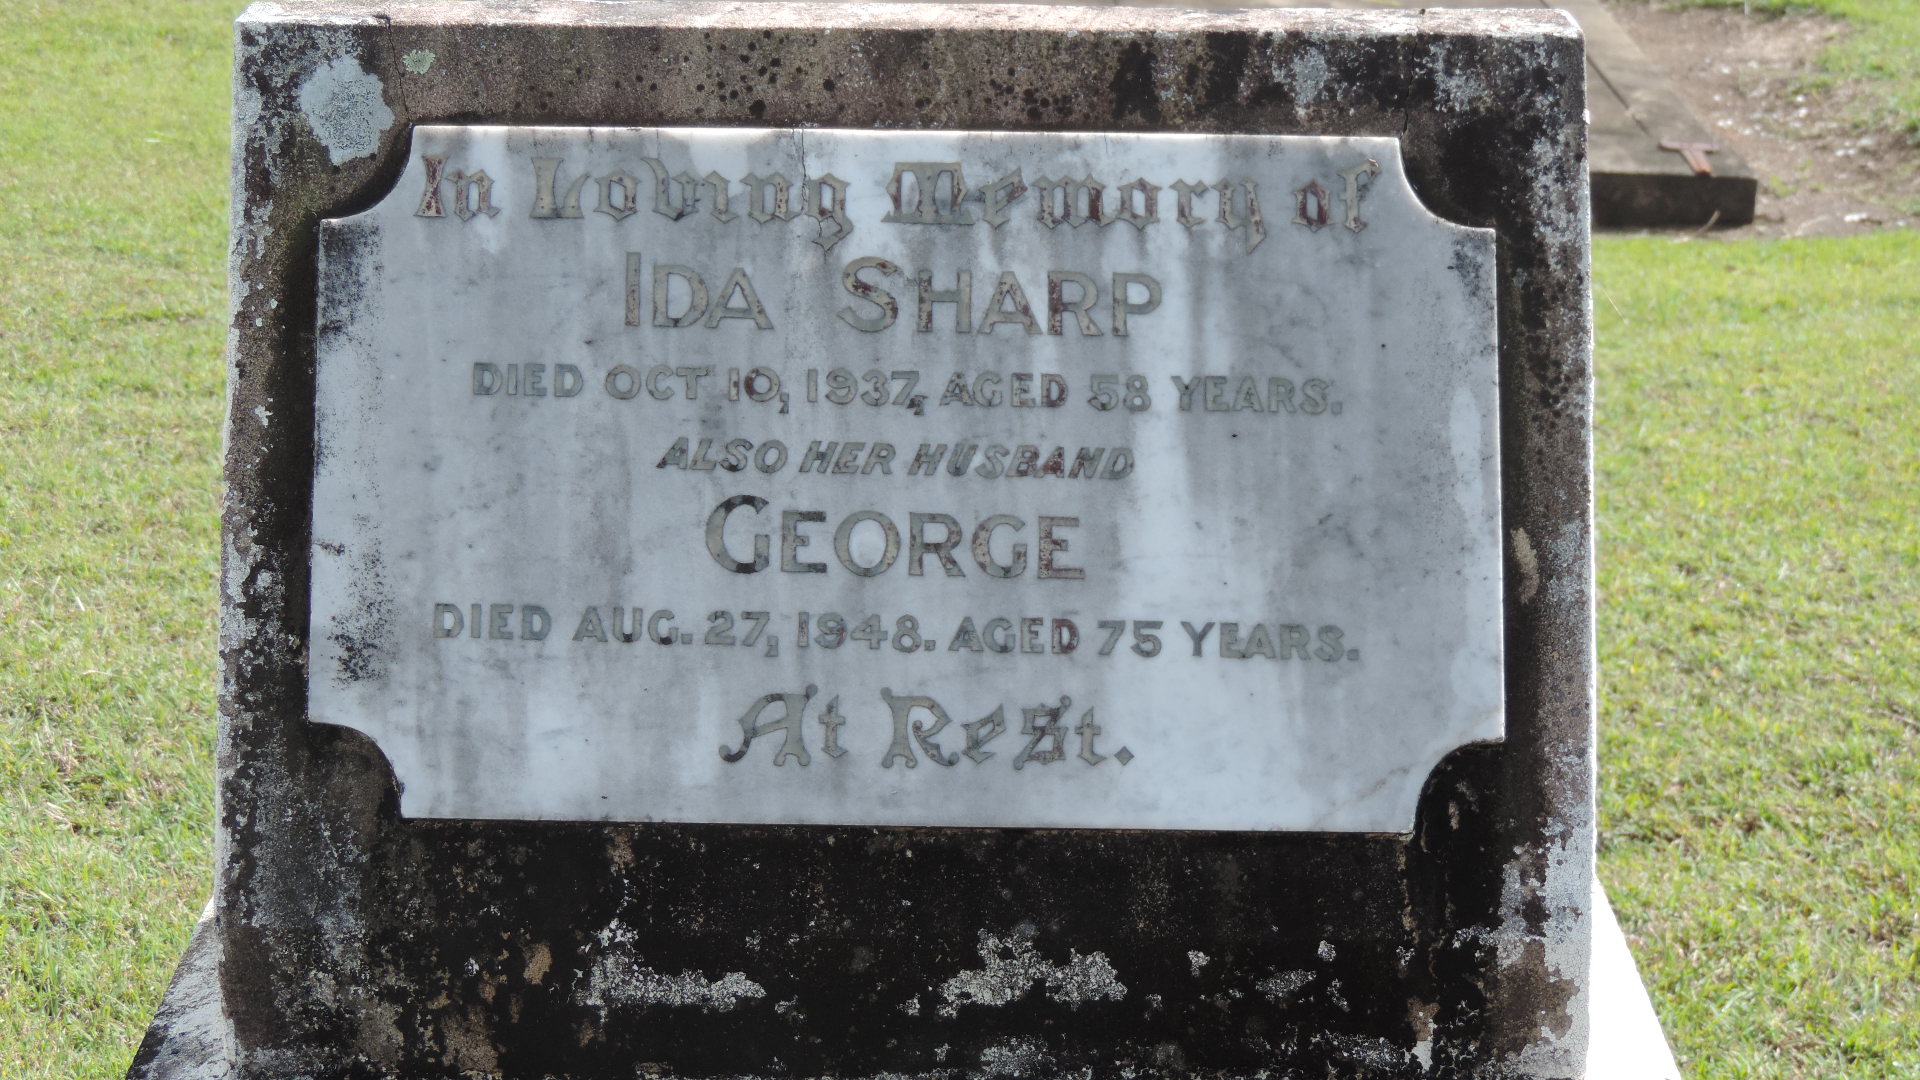 In Loving Memory of
IDA SHARP
DIED OCT 10, 1937, AGED 58 YEARS.
ALSO HER HUSBAND
GEORGE
DIED AUG. 27, 1948. AGED 75 YEARS.
At Rest.